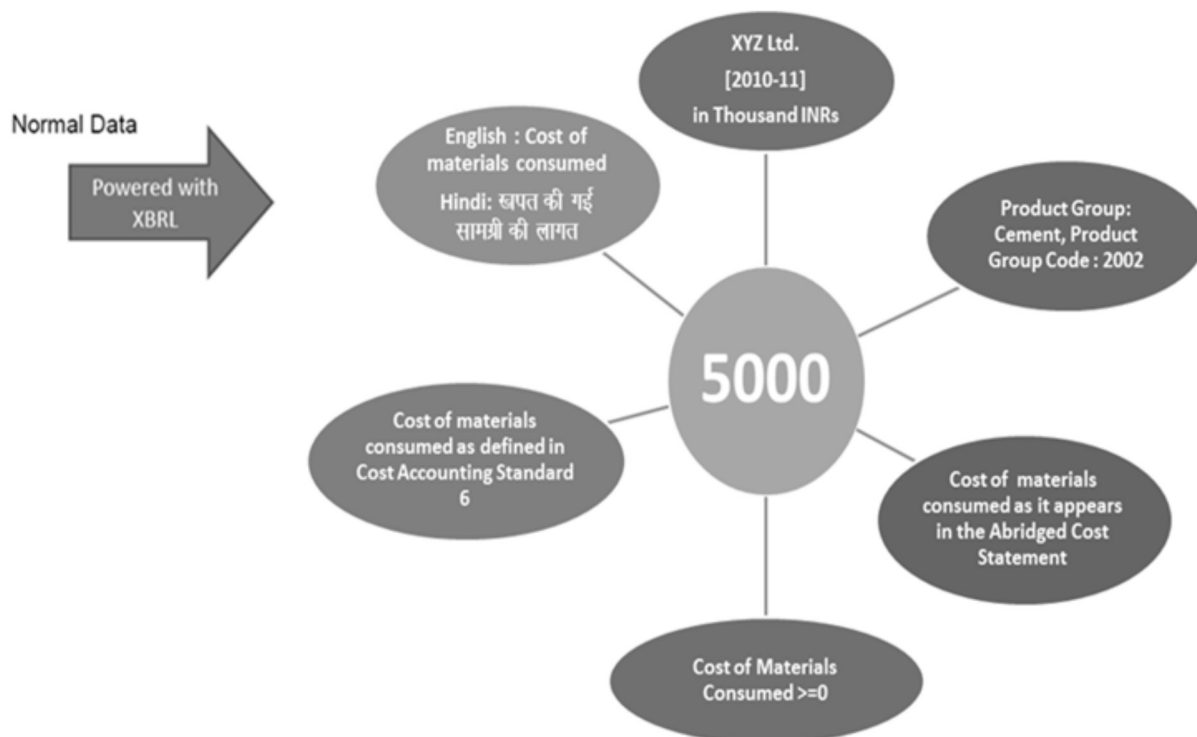 Normal Data
Powered with
XBRL
English : Cost of
materials consumed
Hindi: खपत की गई
सामग्री की लागत
XYZ Ltd.
[2010-11]
in Thousand INRs
Product Group:
Cement, Product
Group Code : 2002
5000
Cost of materials
consumed as defined in
Cost Accounting Standard
6
Cost of materials
consumed as it appears
in the Abridged Cost
Statement
Cost of Materials
Consumed >=0